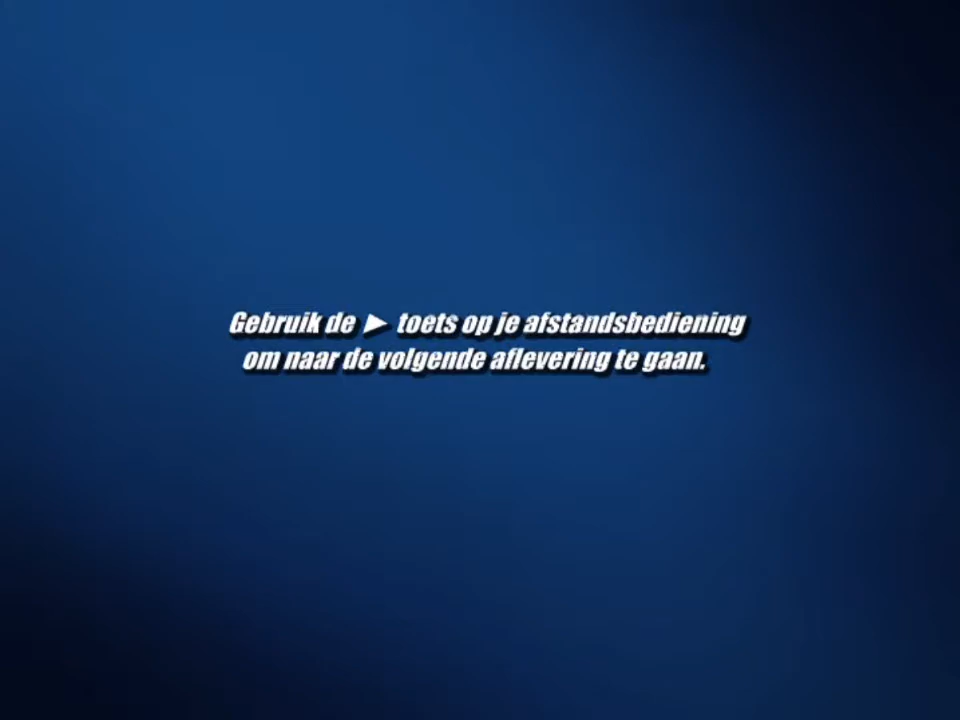 Gebruik de ► toets op je afstandsbediening
om naar de volgende aflevering te gaan.